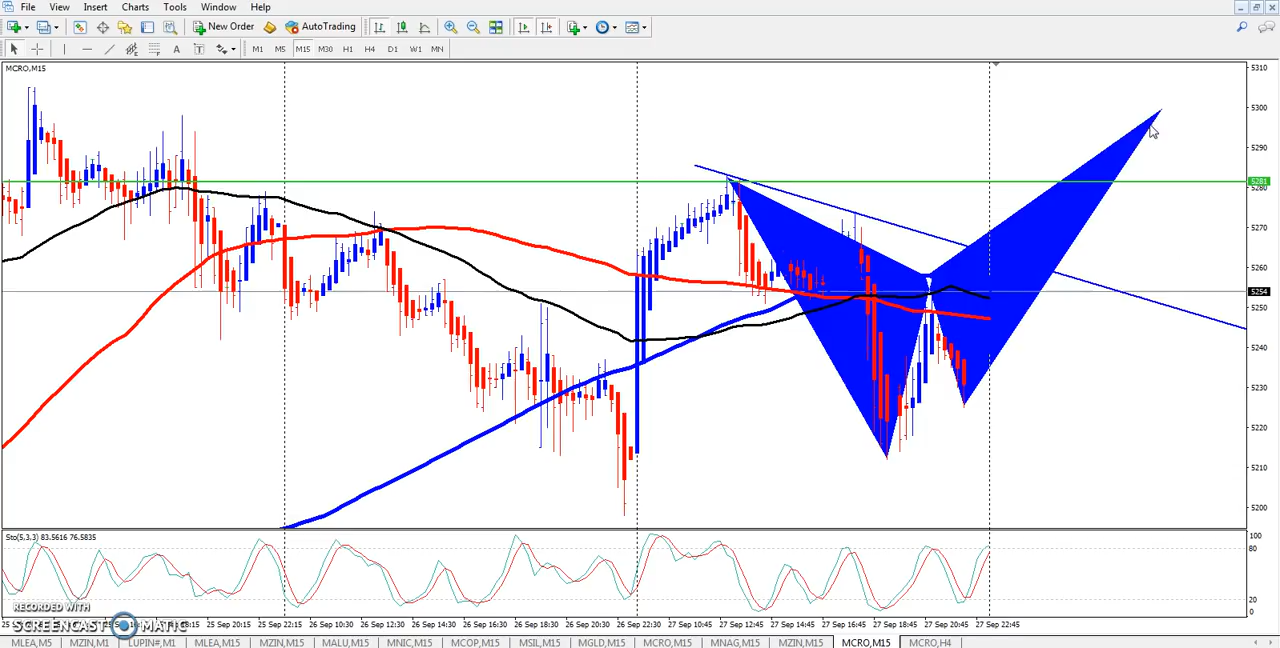 File View Insert Charts Tools Window Help
New Order AutoTrading
A T M1 M5 M15 M30 H1 H4 D1 W1 MN
MCRO,M15
5310
5300
5290
5281
5280
5270
5260
5254
5250
5240
5230
5220
5210
5200
Sto(5,3,3) 83.5616 76.5835
100
80
20
0
RECORDED WITH
SCREENCAST MATIC
26 Sep 20:15 26 Sep 22:15 26 Sep 10:30 26 Sep 12:30 26 Sep 14:30 26 Sep 16:30 26 Sep 18:30 26 Sep 20:30 26 Sep 22:30 27 Sep 10:45 27 Sep 12:45 27 Sep 14:45 27 Sep 16:45 27 Sep 18:45 27 Sep 20:45 27 Sep 22:45
MLEA,M5 MZIN,M1 LUPIN#,M1 MLEA,M15 MZIN,M15 MALU,M15 MNIC,M15 MCOP,M15 MSIL,M15 MGLD,M15 MCRO,M15 MNAG,M15 MZIN,M15 MCRO,M15 MCRO,H4